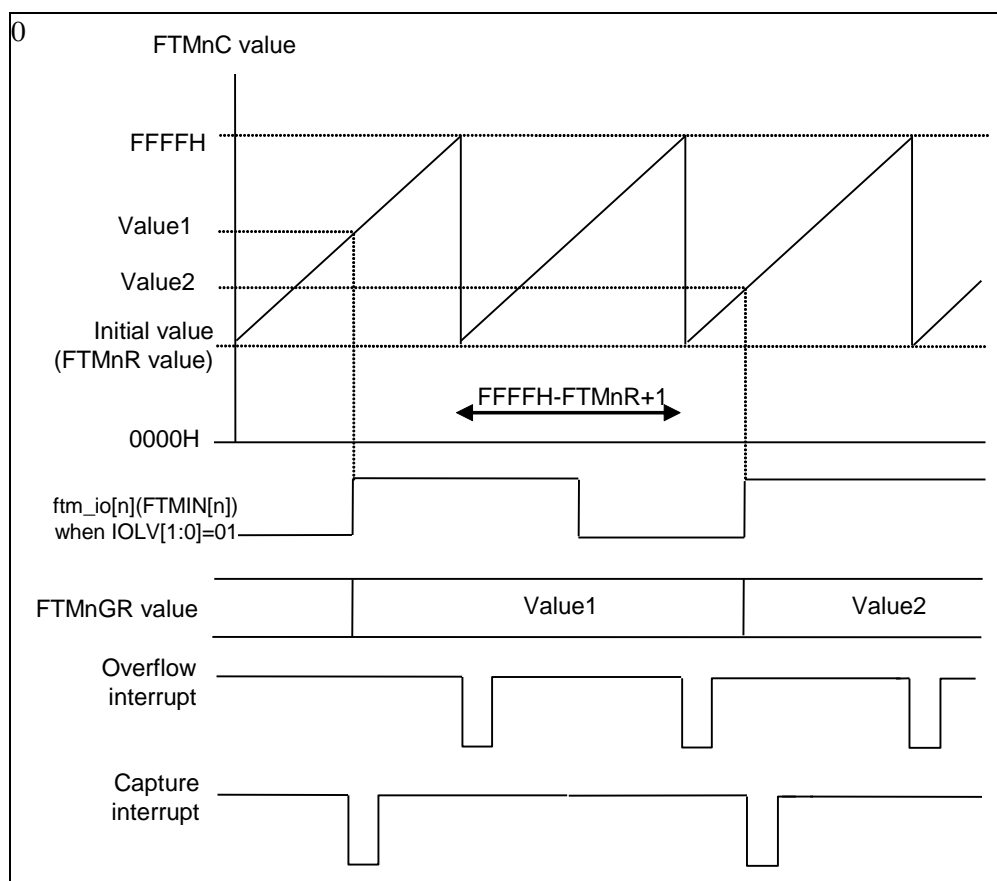 0
FTMnC value
FFFFH
Value1
Value2
Initial value
(FTMnR value)
FFFFH-FTMnR+1
0000H
ftm_io[n](FTMIN[n])
when IOLV[1:0]=01
FTMnGR value
Value1
Value2
Overflow
interrupt
Capture
interrupt